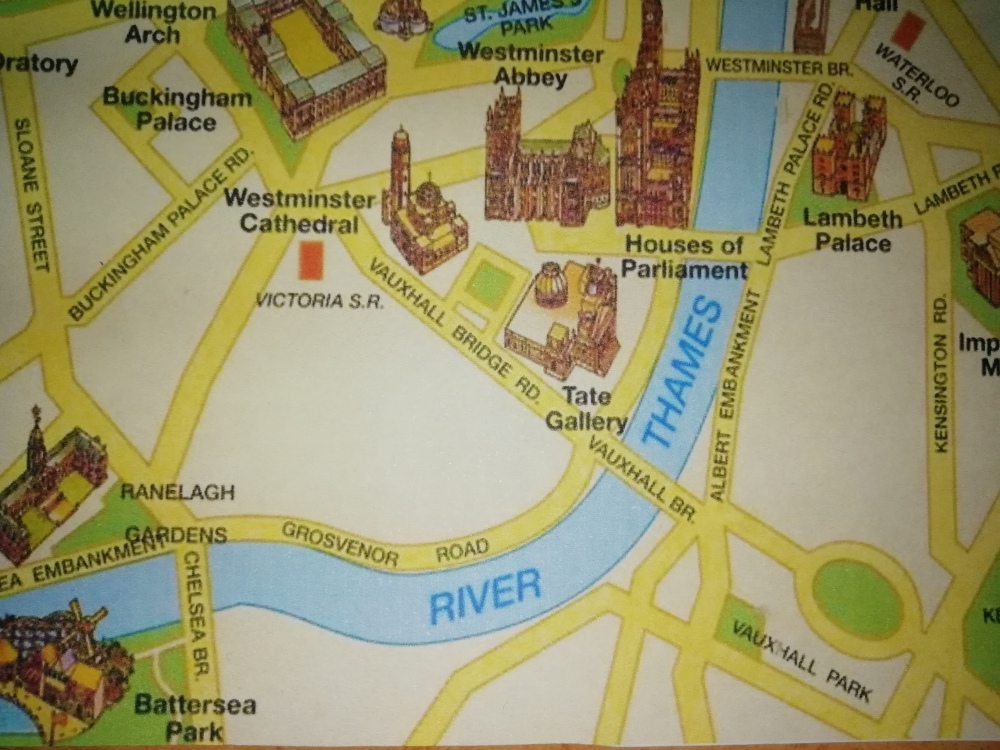 Wellington
Arch
ST. JAMES'S
PARK
Hall
Westminster
Abbey
WESTMINSTER BR.
WATERLOO
S.R.
Oratory
Buckingham
Palace
SLOANE STREET
BUCKINGHAM PALACE RD.
Westminster
Cathedral
LAMBETH PALACE RD.
Lambeth
Palace
LAMBETH
Houses of
Parliament
VICTORIA S.R.
VAUXHALL BRIDGE RD.
THAMES
ALBERT EMBANKMENT
KENSINGTON RD.
Tate
Gallery
VAUXHALL BR.
RANELAGH
GARDENS
GROSVENOR ROAD
EA EMBANKMENT
CHELSEA BR.
RIVER
VAUXHALL PARK
Battersea
Park